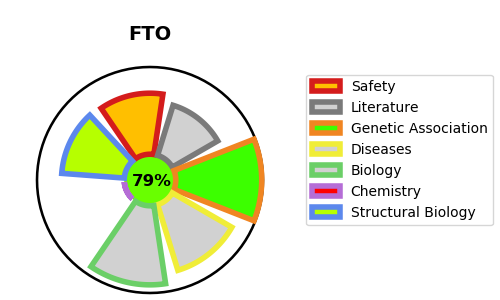 FTO
79%
Safety
Literature
Genetic Association
Diseases
Biology
Chemistry
Structural Biology